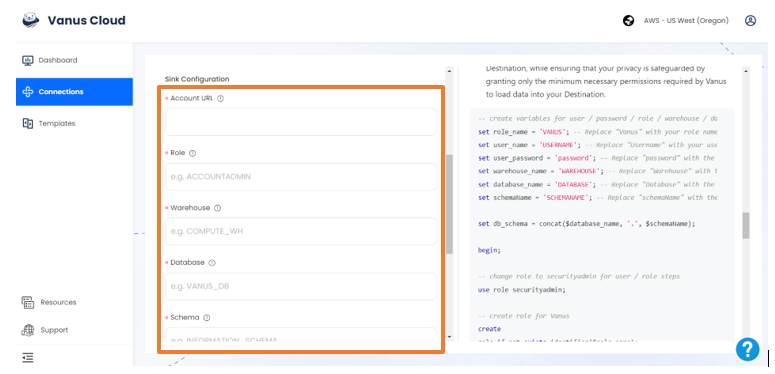 Vanus Cloud
AWS - US West (Oregon)
Dashboard
Connections
Templates
Resources
Support
Sink Configuration
* Account URL
* Role
e.g. ACCOUNTADMIN
* Warehouse
e.g. COMPUTE_WH
* Database
e.g. VANUS_DB
* Schema
e.g. INFORMATION_SCHEMA
Destination, while ensuring that your privacy is safeguarded by
granting only the minimum necessary permissions required by Vanus
to load data into your Destination.
-- create variables for user / password / role / warehouse / da
set role_name = 'VANUS'; -- Replace "Vanus" with your role name
set user_name = 'USERNAME'; -- Replace "Username" with your use
set user_password = 'password'; -- Replace "password" with the
set warehouse_name = 'WAREHOUSE'; -- Replace "Warehouse" with t
set database_name = 'DATABASE'; -- Replace "Database" with the
set schemaName = 'SCHEMANAME'; -- Replace "schemaName" with the
set db_schema = concat($database_name, '.', $schemaName);
begin;
-- change role to securityadmin for user / role steps
use role securityadmin;
-- create role for Vanus
create
role if not exists identifier($role_name);
?